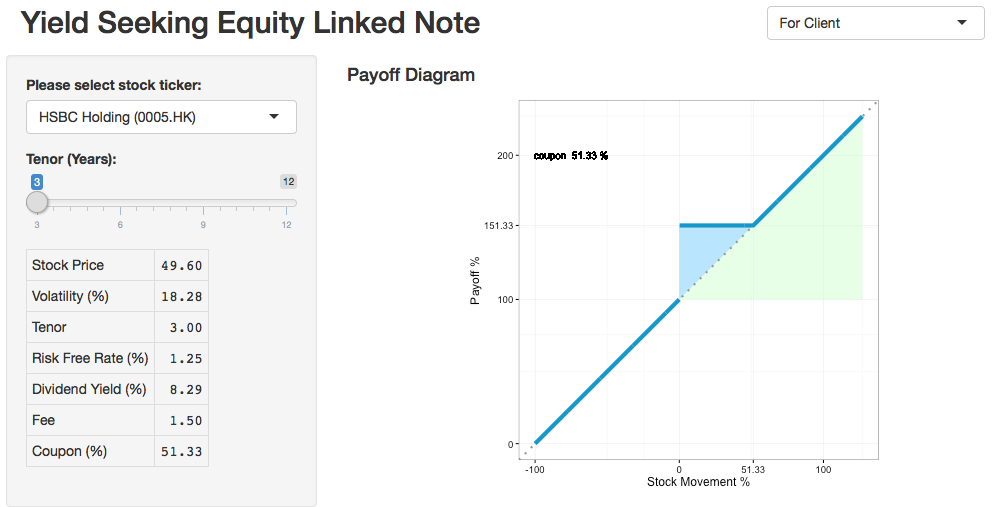 Yield Seeking Equity Linked Note
For Client
Please select stock ticker:
HSBC Holding (0005.HK)
Tenor (Years):
3
12
3 6 9 12
Stock Price 49.60
Volatility (%) 18.28
Tenor 3.00
Risk Free Rate (%) 1.25
Dividend Yield (%) 8.29
Fee 1.50
Coupon (%) 51.33
Payoff Diagram
coupon 51.33 %
200
151.33
100
0
Payoff %
-100 0 51.33 100
Stock Movement %